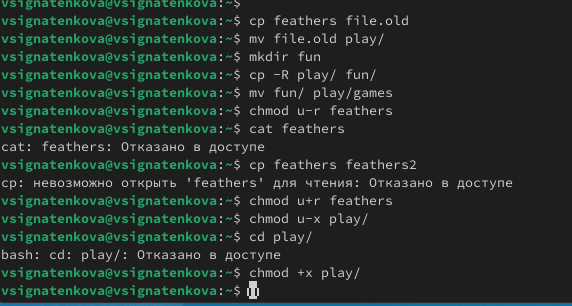 vsignatenkova@vsignatenkova:~$
vsignatenkova@vsignatenkova:~$ cp feathers file.old
vsignatenkova@vsignatenkova:~$ mv file.old play/
vsignatenkova@vsignatenkova:~$ mkdir fun
vsignatenkova@vsignatenkova:~$ cp -R play/ fun/
vsignatenkova@vsignatenkova:~$ mv fun/ play/games
vsignatenkova@vsignatenkova:~$ chmod u-r feathers
vsignatenkova@vsignatenkova:~$ cat feathers
cat: feathers: Отказано в доступе
vsignatenkova@vsignatenkova:~$ cp feathers feathers2
cp: невозможно открыть 'feathers' для чтения: Отказано в доступе
vsignatenkova@vsignatenkova:~$ chmod u+r feathers
vsignatenkova@vsignatenkova:~$ chmod u-x play/
vsignatenkova@vsignatenkova:~$ cd play/
bash: cd: play/: Отказано в доступе
vsignatenkova@vsignatenkova:~$ chmod +x play/
vsignatenkova@vsignatenkova:~$